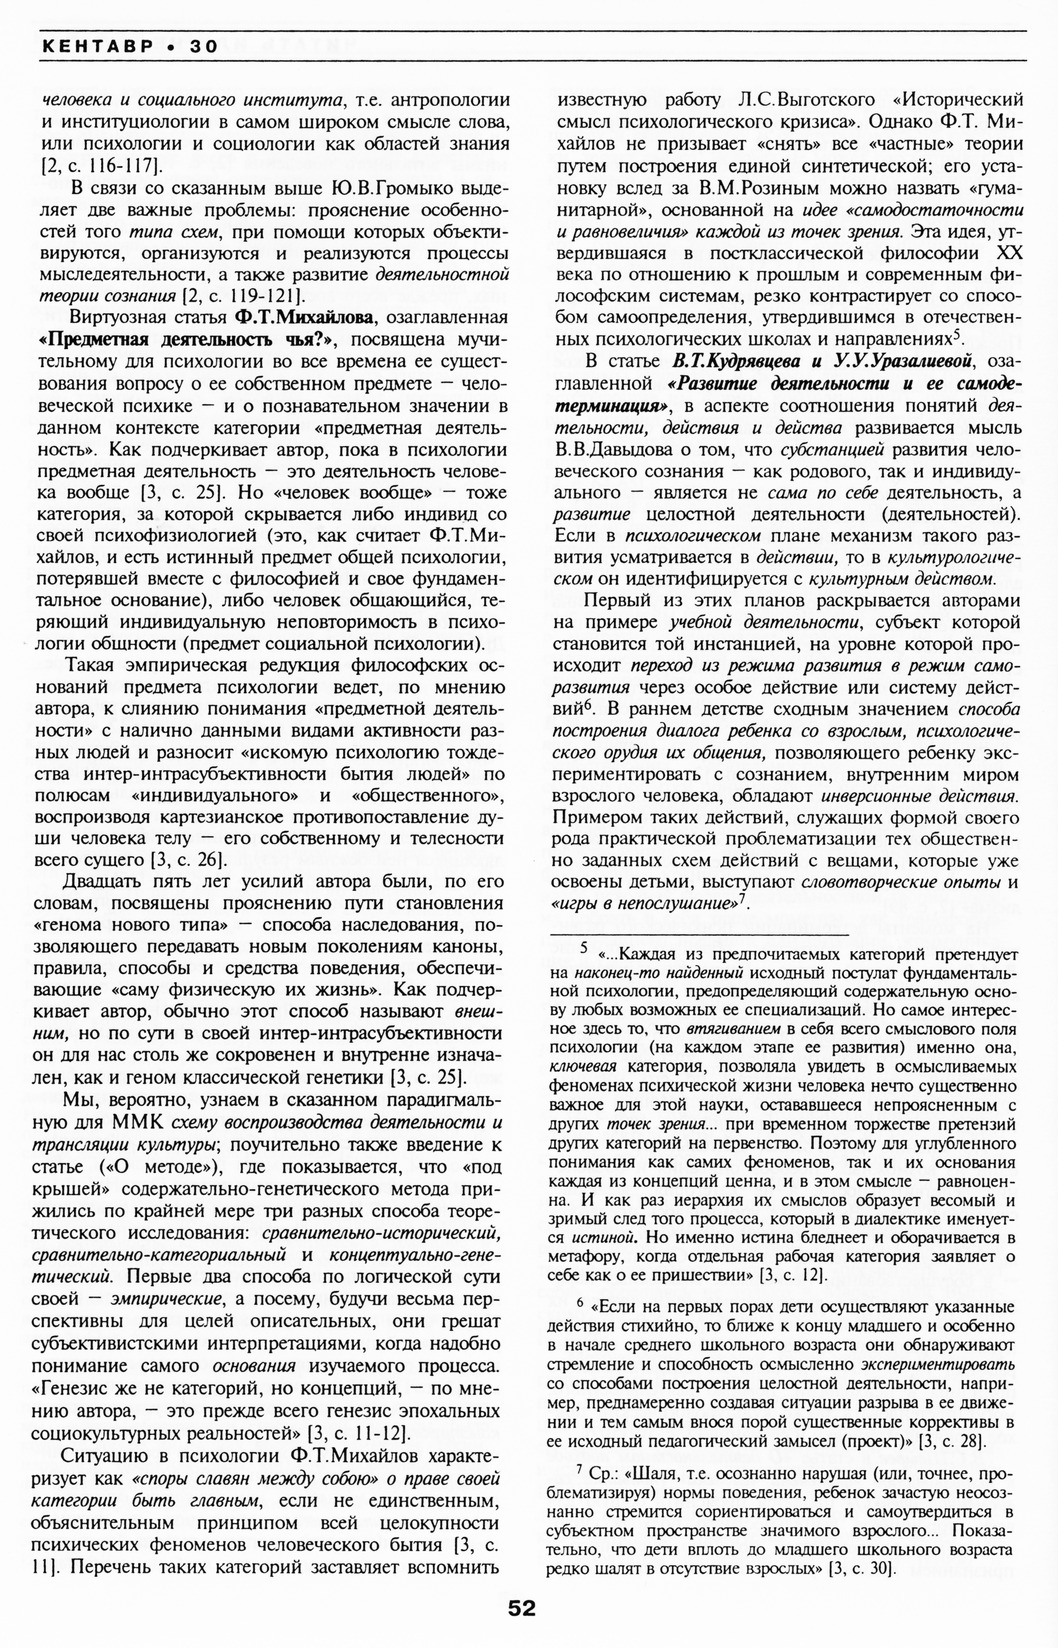 КЕНТАВР • 30
человека и социального института, т.е. антропологии
и институциологии в самом широком смысле слова,
или психологии и социологии как областей знания
[2, с. 116-117].
В связи со сказанным выше Ю.В.Громыко выде-
ляет две важные проблемы: прояснение особенно-
стей того типа схем, при помощи которых объекти-
вируются, организуются и реализуются процессы
мыследеятельности, а также развитие деятельностной
теории сознания [2, с. 119-121].
Виртуозная статья Ф.Т.Михайлова, озаглавленная
«Предметная деятельность чья?», посвящена мучи-
тельному для психологии во все времена ее сущест-
вования вопросу о ее собственном предмете — чело-
веческой психике — и о познавательном значении в
данном контексте категории «предметная деятель-
ность». Как подчеркивает автор, пока в психологии
предметная деятельность — это деятельность челове-
ка вообще [3, с. 25]. Но «человек вообще» — тоже
категория, за которой скрывается либо индивид со
своей психофизиологией (это, как считает Ф.Т.Ми-
хайлов, и есть истинный предмет общей психологии,
потерявшей вместе с философией и свое фундамен-
тальное основание), либо человек общающийся, те-
ряющий индивидуальную неповторимость в психо-
логии общности (предмет социальной психологии).
Такая эмпирическая редукция философских ос-
нований предмета психологии ведет, по мнению
автора, к слиянию понимания «предметной деятель-
ности» с налично данными видами активности раз-
ных людей и разносит «искомую психологию тожде-
ства интер-интрасубъективности бытия людей» по
полюсам «индивидуального» и «общественного»,
воспроизводя картезианское противопоставление ду-
ши человека телу — его собственному и телесности
всего сущего [3, с. 26].
Двадцать пять лет усилий автора были, по его
словам, посвящены прояснению пути становления
«генома нового типа» — способа наследования, по-
зволяющего передавать новым поколениям каноны,
правила, способы и средства поведения, обеспечи-
вающие «саму физическую их жизнь». Как подчер-
кивает автор, обычно этот способ называют внеш-
ним, но по сути в своей интер-интрасубъективности
он для нас столь же сокровенен и внутренне изнача-
лен, как и геном классической генетики [3, с. 25].
Мы, вероятно, узнаем в сказанном парадигмаль-
ную для ММК схему воспроизводства деятельности и
трансляции культуры; поучительно также введение к
статье («О методе»), где показывается, что «под
крышей» содержательно-генетического метода при-
жились по крайней мере три разных способа теоре-
тического исследования: сравнительно-исторический,
сравнительно-категориальный и концептуально-гене-
тический. Первые два способа по логической сути
своей — эмпирические, а посему, будучи весьма пер-
спективны для целей описательных, они грешат
субъективистскими интерпретациями, когда надобно
понимание самого основания изучаемого процесса.
«Генезис же не категорий, но концепций, — по мне-
нию автора, — это прежде всего генезис эпохальных
социокультурных реальностей» [3, с. 11-12].
Ситуацию в психологии Ф.Т.Михайлов характе-
ризует как «споры славян между собою» о праве своей
категории быть главным, если не единственным,
объяснительным принципом всей целокупности
психических феноменов человеческого бытия [3, с.
11]. Перечень таких категорий заставляет вспомнить
известную работу Л.С.Выготского «Исторический
смысл психологического кризиса». Однако Ф.Т. Ми-
хайлов не призывает «снять» все «частные» теории
путем построения единой синтетической; его уста-
новку вслед за В.М.Розиным можно назвать «гума-
нитарной», основанной на идее «самодостаточности
и равновеличия» каждой из точек зрения. Эта идея, ут-
вердившаяся в постклассической философии XX
века по отношению к прошлым и современным фи-
лософским системам, резко контрастирует со спосо-
бом самоопределения, утвердившимся в отечествен-
ных психологических школах и направлениях⁵.
В статье В.Т.Кудрявцева и У.У.Уразалиевой, оза-
главленной «Развитие деятельности и ее самоде-
терминация», в аспекте соотношения понятий дея-
тельности, действия и действа развивается мысль
В.В.Давыдова о том, что субстанцией развития чело-
веческого сознания — как родового, так и индивиду-
ального — является не сама по себе деятельность, а
развитие целостной деятельности (деятельностей).
Если в психологическом плане механизм такого раз-
вития усматривается в действии, то в культурологиче-
ском он идентифицируется с культурным действом.
Первый из этих планов раскрывается авторами
на примере учебной деятельности, субъект которой
становится той инстанцией, на уровне которой про-
исходит переход из режима развития в режим само-
развития через особое действие или систему дейст-
вий⁶. В раннем детстве сходным значением способа
построения диалога ребенка со взрослым, психологиче-
ского орудия их общения, позволяющего ребенку экс-
периментировать с сознанием, внутренним миром
взрослого человека, обладают инверсионные действия.
Примером таких действий, служащих формой своего
рода практической проблематизации тех обществен-
но заданных схем действий с вещами, которые уже
освоены детьми, выступают словотворческие опыты и
«игры в непослушание»⁷.
⁵ «...Каждая из предпочитаемых категорий претендует
на наконец-то найденный исходный постулат фундаменталь-
ной психологии, предопределяющий содержательную осно-
ву любых возможных ее специализаций. Но самое интерес-
ное здесь то, что втягиванием в себя всего смыслового поля
психологии (на каждом этапе ее развития) именно она,
ключевая категория, позволяла увидеть в осмысливаемых
феноменах психической жизни человека нечто существенно
важное для этой науки, остававшееся непроясненным с
других точек зрения... при временном торжестве претензий
других категорий на первенство. Поэтому для углубленного
понимания как самих феноменов, так и их основания
каждая из концепций ценна, и в этом смысле — равноцен-
на. И как раз иерархия их смыслов образует весомый и
зримый след того процесса, который в диалектике именует-
ся истиной. Но именно истина бледнеет и оборачивается в
метафору, когда отдельная рабочая категория заявляет о
себе как о ее пришествии» [3, с. 12].
⁶ «Если на первых порах дети осуществляют указанные
действия стихийно, то ближе к концу младшего и особенно
в начале среднего школьного возраста они обнаруживают
стремление и способность осмысленно экспериментировать
со способами построения целостной деятельности, напри-
мер, преднамеренно создавая ситуации разрыва в ее движе-
нии и тем самым внося порой существенные коррективы в
ее исходный педагогический замысел (проект)» [3, с. 28].
⁷ Ср.: «Шаля, т.е. осознанно нарушая (или, точнее, про-
блематизируя) нормы поведения, ребенок зачастую неосоз-
нанно стремится сориентироваться и самоутвердиться в
субъектном пространстве значимого взрослого... Показа-
тельно, что дети вплоть до младшего школьного возраста
редко шалят в отсутствие взрослых» [3, с. 30].
52